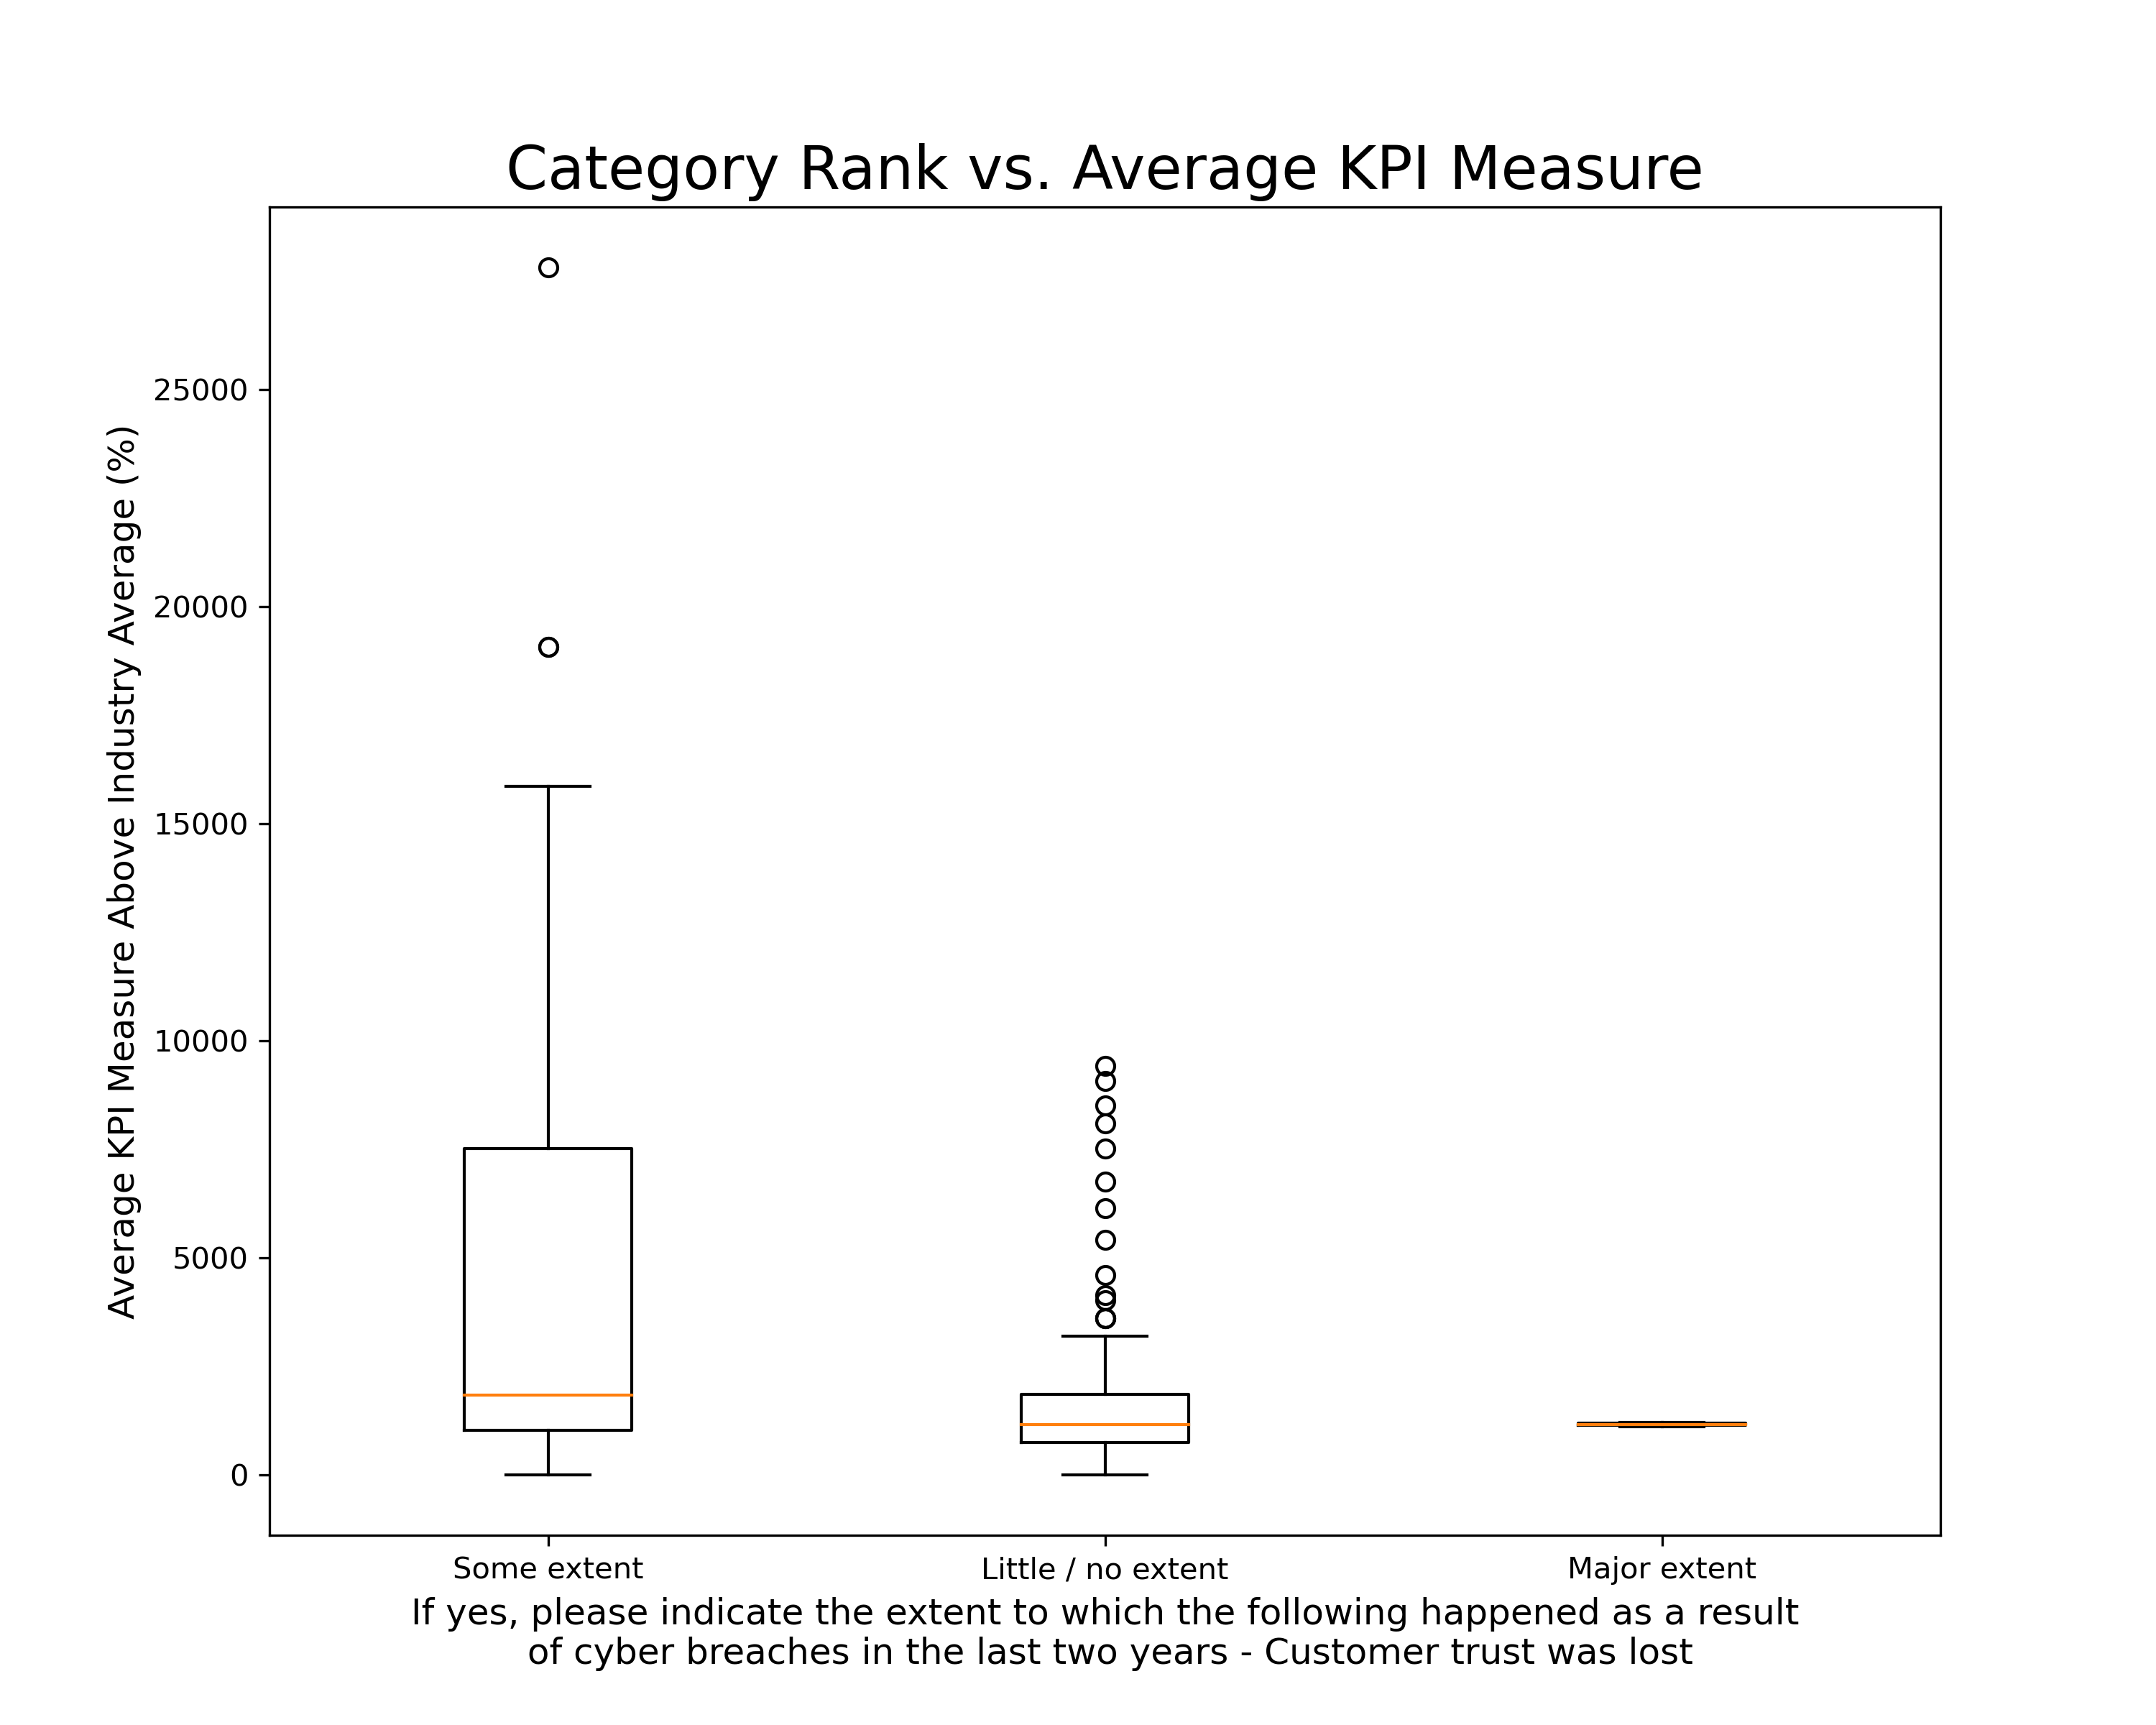 Category Rank vs. Average KPI Measure
Average KPI Measure Above Industry Average (%)
25000
20000
15000
10000
5000
0
Some extent
Little / no extent
Major extent
If yes, please indicate the extent to which the following happened as a result
of cyber breaches in the last two years - Customer trust was lost